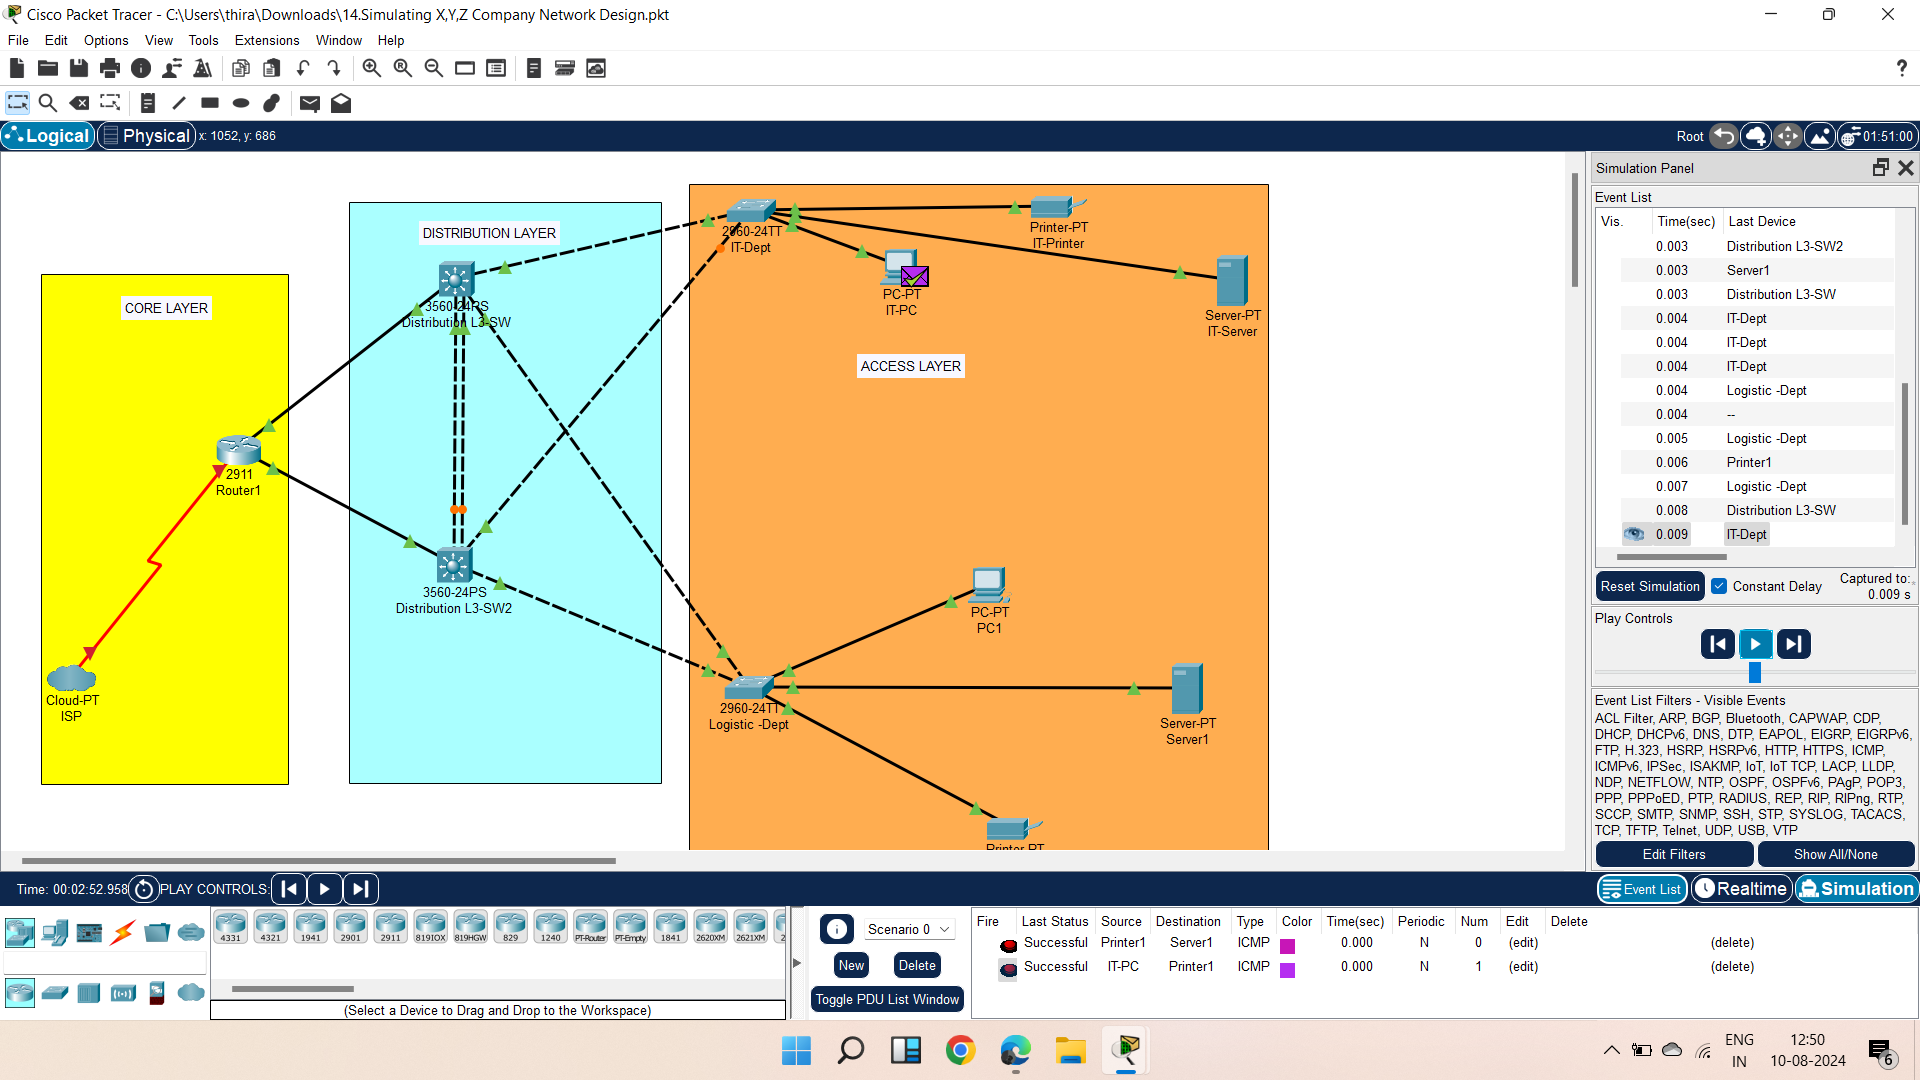 Cisco Packet Tracer - C:\Users\thira\Downloads\14.Simulating X,Y,Z Company Network Design.pkt
File Edit Options View Tools Extensions Window Help
?
Logical Physical x: 1052, y: 686
Root 01:51:00
CORE LAYER
DISTRIBUTION LAYER
ACCESS LAYER
2960-24TT
IT-Dept
Printer-PT
IT-Printer
PC-PT
IT-PC
Server-PT
IT-Server
3560-24PS
Distribution L3-SW
2911
Router1
3560-24PS
Distribution L3-SW2
Cloud-PT
ISP
PC-PT
PC1
2960-24TT
Logistic -Dept
Server-PT
Server1
Printer-PT
Simulation Panel
Event List
Vis. Time(sec) Last Device
0.003 Distribution L3-SW2
0.003 Server1
0.003 Distribution L3-SW
0.004 IT-Dept
0.004 IT-Dept
0.004 IT-Dept
0.004 Logistic -Dept
0.004 --
0.005 Logistic -Dept
0.006 Printer1
0.007 Logistic -Dept
0.008 Distribution L3-SW
0.009 IT-Dept
Reset Simulation Constant Delay Captured to:
0.009 s
Play Controls
Event List Filters - Visible Events
ACL Filter, ARP, BGP, Bluetooth, CAPWAP, CDP,
DHCP, DHCPv6, DNS, DTP, EAPOL, EIGRP, EIGRPv6,
FTP, H.323, HSRP, HSRPv6, HTTP, HTTPS, ICMP,
ICMPv6, IPSec, ISAKMP, IoT, IoT TCP, LACP, LLDP,
NDP, NETFLOW, NTP, OSPF, OSPFv6, PAgP, POP3,
PPP, PPPoED, PTP, RADIUS, REP, RIP, RIPng, RTP,
SCCP, SMTP, SNMP, SSH, STP, SYSLOG, TACACS,
TCP, TFTP, Telnet, UDP, USB, VTP
Edit Filters Show All/None
Time: 00:02:52.958 PLAY CONTROLS:
Event List Realtime Simulation
4331 4321 1941 2901 2911 819IOX 819HGW 829 1240 PT-Router PT-Empty 1841 2620XM 2621XM 2
(Select a Device to Drag and Drop to the Workspace)
Scenario 0
New Delete
Toggle PDU List Window
Fire Last Status Source Destination Type Color Time(sec) Periodic Num Edit Delete
Successful Printer1 Server1 ICMP 0.000 N 0 (edit) (delete)
Successful IT-PC Printer1 ICMP 0.000 N 1 (edit) (delete)
ENG
IN
12:50
10-08-2024
6